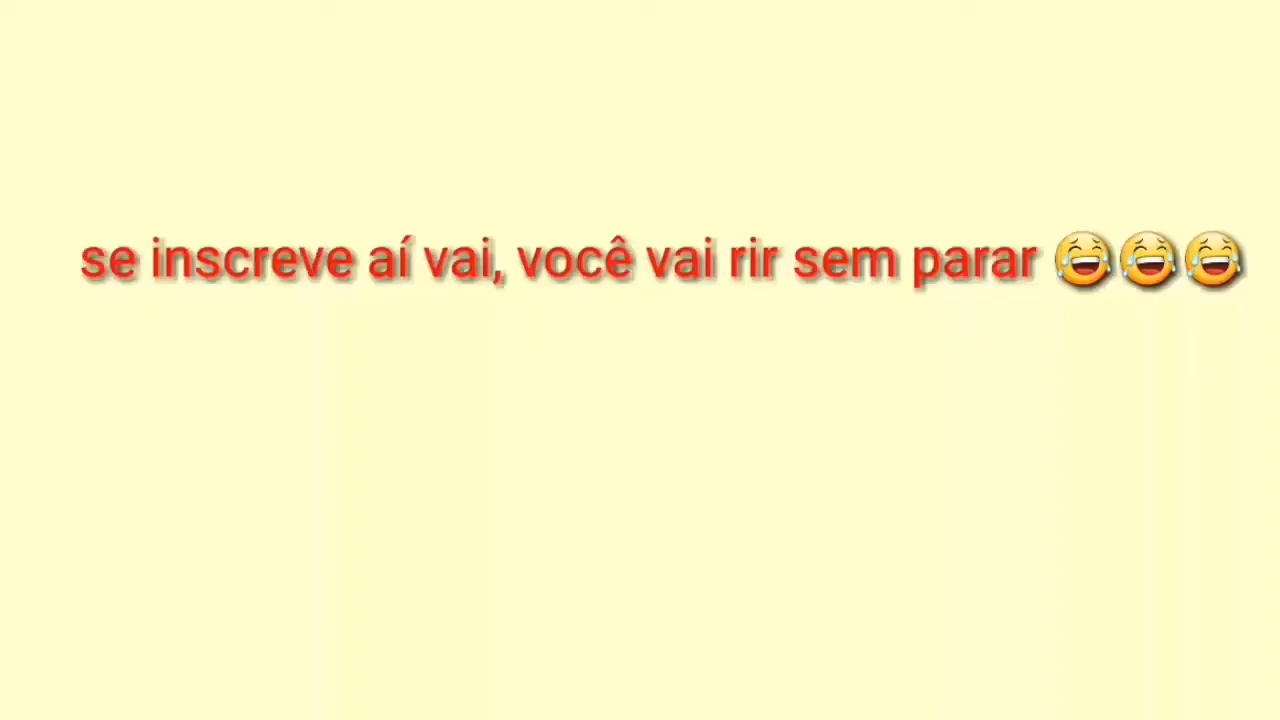 se inscreve aí vai, você vai rir sem parar 😂😂😂